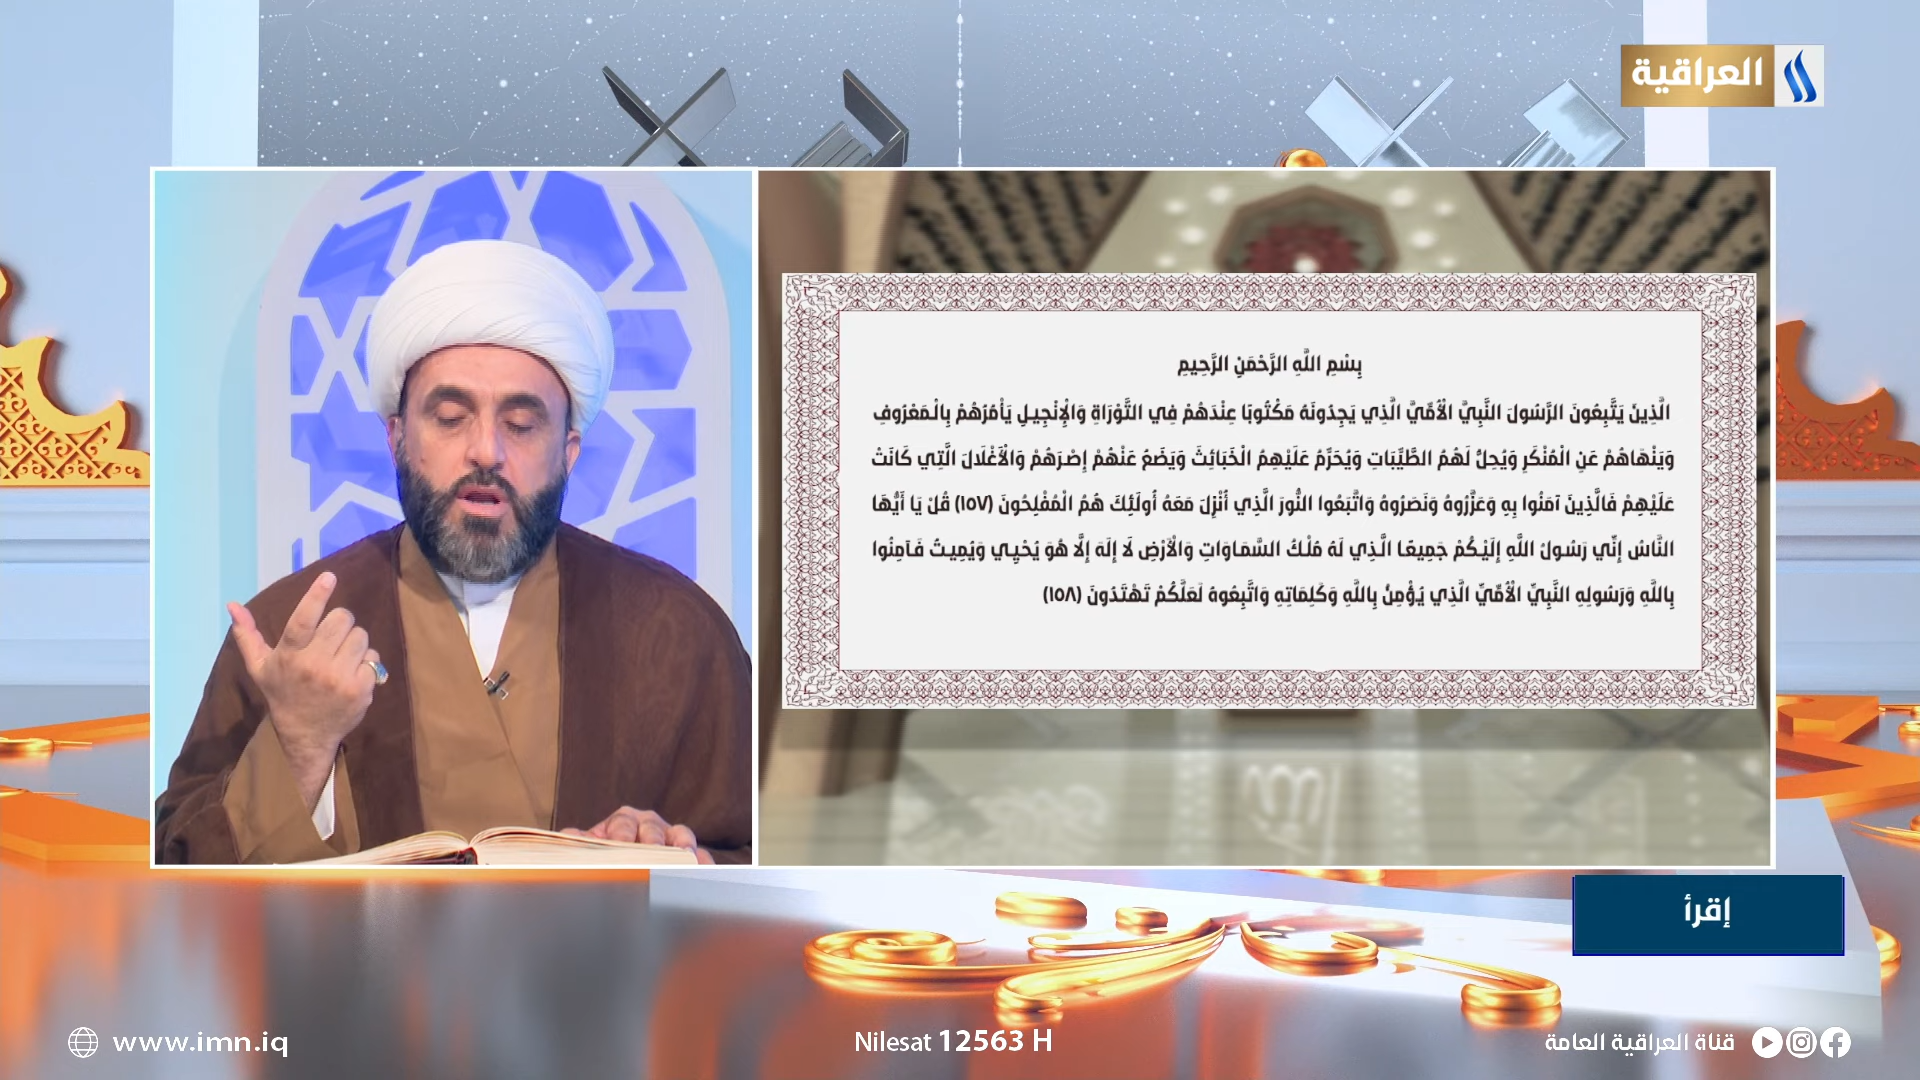 العراقية
بِسْمِ اللَّهِ الرَّحْمَنِ الرَّحِيمِ
الَّذِينَ يَتَّبِعُونَ الرَّسُولَ النَّبِيَّ الْأُمِّيَّ الَّذِي يَجِدُونَهُ مَكْتُوبًا عِنْدَهُمْ فِي التَّوْرَاةِ وَالْإِنْجِيلِ يَأْمُرُهُمْ بِالْمَعْرُوفِ
وَيَنْهَاهُمْ عَنِ الْمُنْكَرِ وَيُحِلُّ لَهُمُ الطَّيِّبَاتِ وَيُحَرِّمُ عَلَيْهِمُ الْخَبَائِثَ وَيَضَعُ عَنْهُمْ إِصْرَهُمْ وَالْأَغْلَالَ الَّتِي كَانَتْ
عَلَيْهِمْ فَالَّذِينَ آمَنُوا بِهِ وَعَزَّرُوهُ وَنَصَرُوهُ وَاتَّبَعُوا النُّورَ الَّذِي أُنْزِلَ مَعَهُ أُولَئِكَ هُمُ الْمُفْلِحُونَ (١٥٧) قُلْ يَا أَيُّهَا
النَّاسُ إِنِّي رَسُولُ اللَّهِ إِلَيْكُمْ جَمِيعًا الَّذِي لَهُ مُلْكُ السَّمَاوَاتِ وَالْأَرْضِ لَا إِلَهَ إِلَّا هُوَ يُحْيِي وَيُمِيتُ فَآمِنُوا
بِاللَّهِ وَرَسُولِهِ النَّبِيِّ الْأُمِّيِّ الَّذِي يُؤْمِنُ بِاللَّهِ وَكَلِمَاتِهِ وَاتَّبِعُوهُ لَعَلَّكُمْ تَهْتَدُونَ (١٥٨)
إقرأ
www.imn.iq
Nilesat 12563 H
قناة العراقية العامة